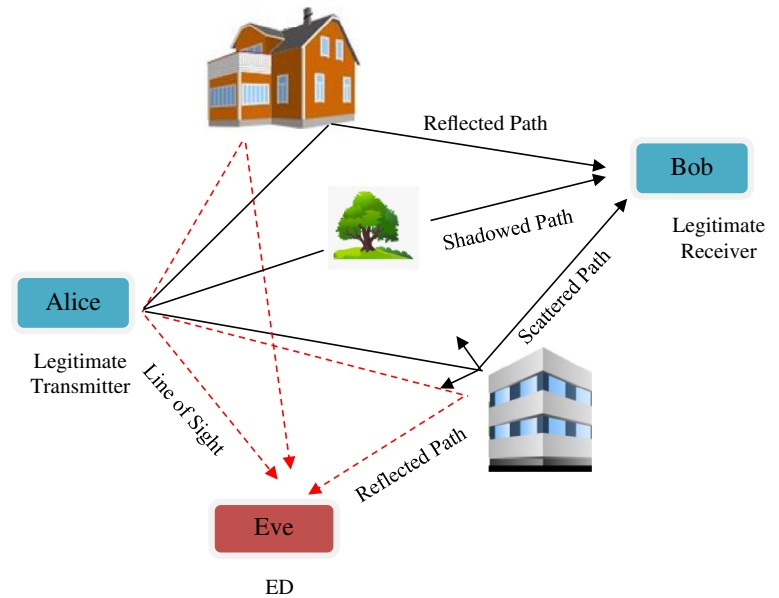 Reflected Path
Bob
Shadowed Path
Legitimate
Receiver
Scattered Path
Alice
Legitimate
Transmitter
Line of Sight
Reflected Path
Eve
ED